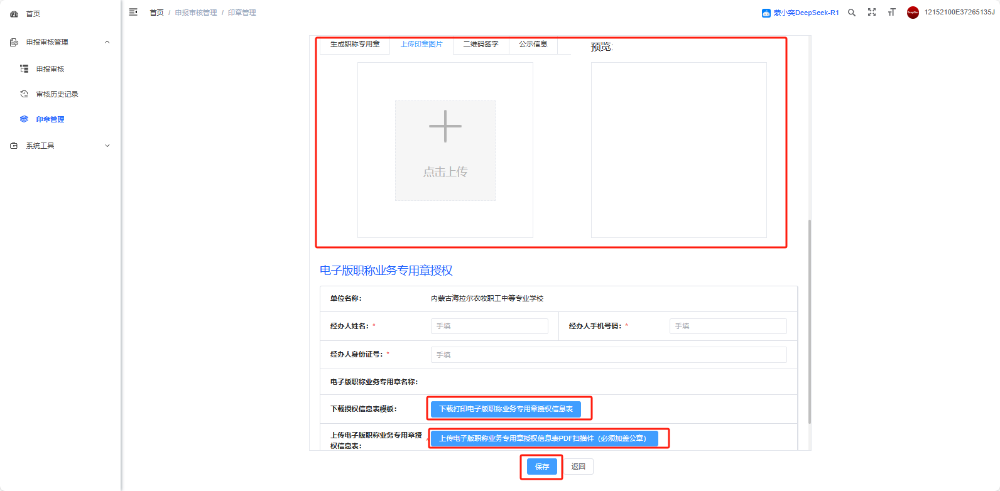 首页
申报审核管理
申报审核
审核历史记录
印章管理
系统工具
首页 / 申报审核管理 / 印章管理
蒙小奕DeepSeek-R1
12152100E37265135J
生成职称专用章 上传印章图片 二维码签字 公示信息
预览:
点击上传
电子版职称业务专用章授权
单位名称: 内蒙古海拉尔农牧职工中等专业学校
经办人姓名: * 手填 经办人手机号码: * 手填
经办人身份证号: * 手填
电子版职称业务专用章名称:
下载授权信息表模板: 下载打印电子版职称业务专用章授权信息表
上传电子版职称业务专用章授
权信息表: * 上传电子版职称业务专用章授权信息表PDF扫描件（必须加盖公章）
保存 返回